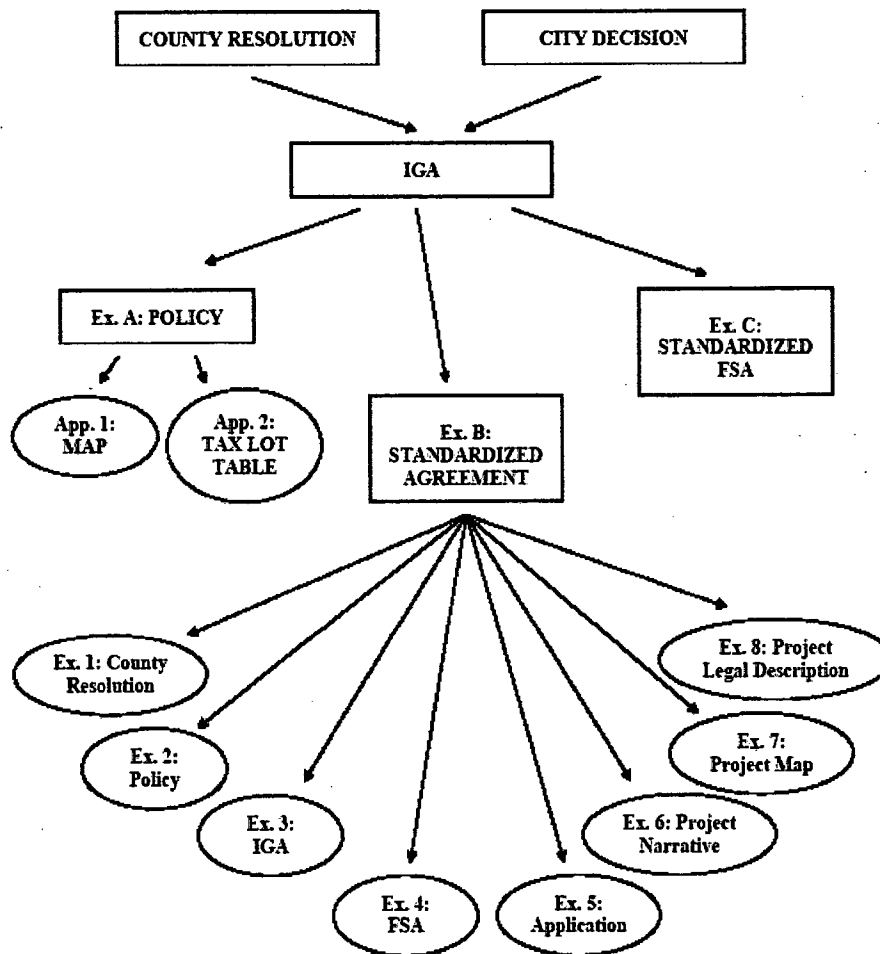 COUNTY RESOLUTION
CITY DECISION
IGA
Ex. A: POLICY
Ex. C:
STANDARDIZED
FSA
App. 1:
MAP
App. 2:
TAX LOT
TABLE
Ex. B:
STANDARDIZED
AGREEMENT
Ex. 1: County
Resolution
Ex. 8: Project
Legal Description
Ex. 2:
Policy
Ex. 7:
Project Map
Ex. 3:
IGA
Ex. 6: Project
Narrative
Ex. 4:
FSA
Ex. 5:
Application